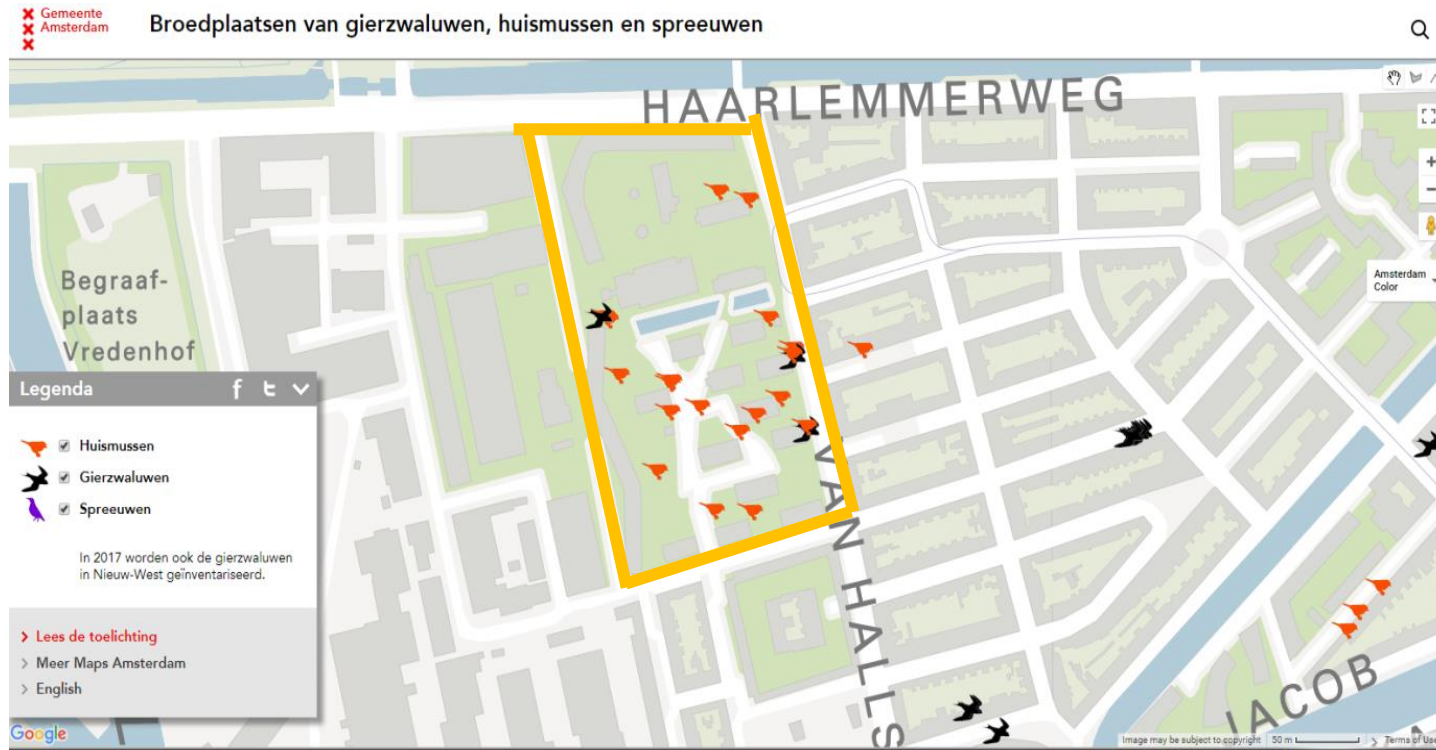 Gemeente
Amsterdam
Broedplaatsen van gierzwaluwen, huismussen en spreeuwen
HAARLEMMERWEG
Amsterdam
Color
Begraaf-
plaats
Vredenhof
Legenda
Huismussen
Gierzwaluwen
Spreeuwen
In 2017 worden ook de gierzwaluwen
in Nieuw-West geïnventariseerd.
> Lees de toelichting
> Meer Maps Amsterdam
> English
VAN HALLS
JACOB
Google
Image may be subject to copyright
50 m
Terms of Use